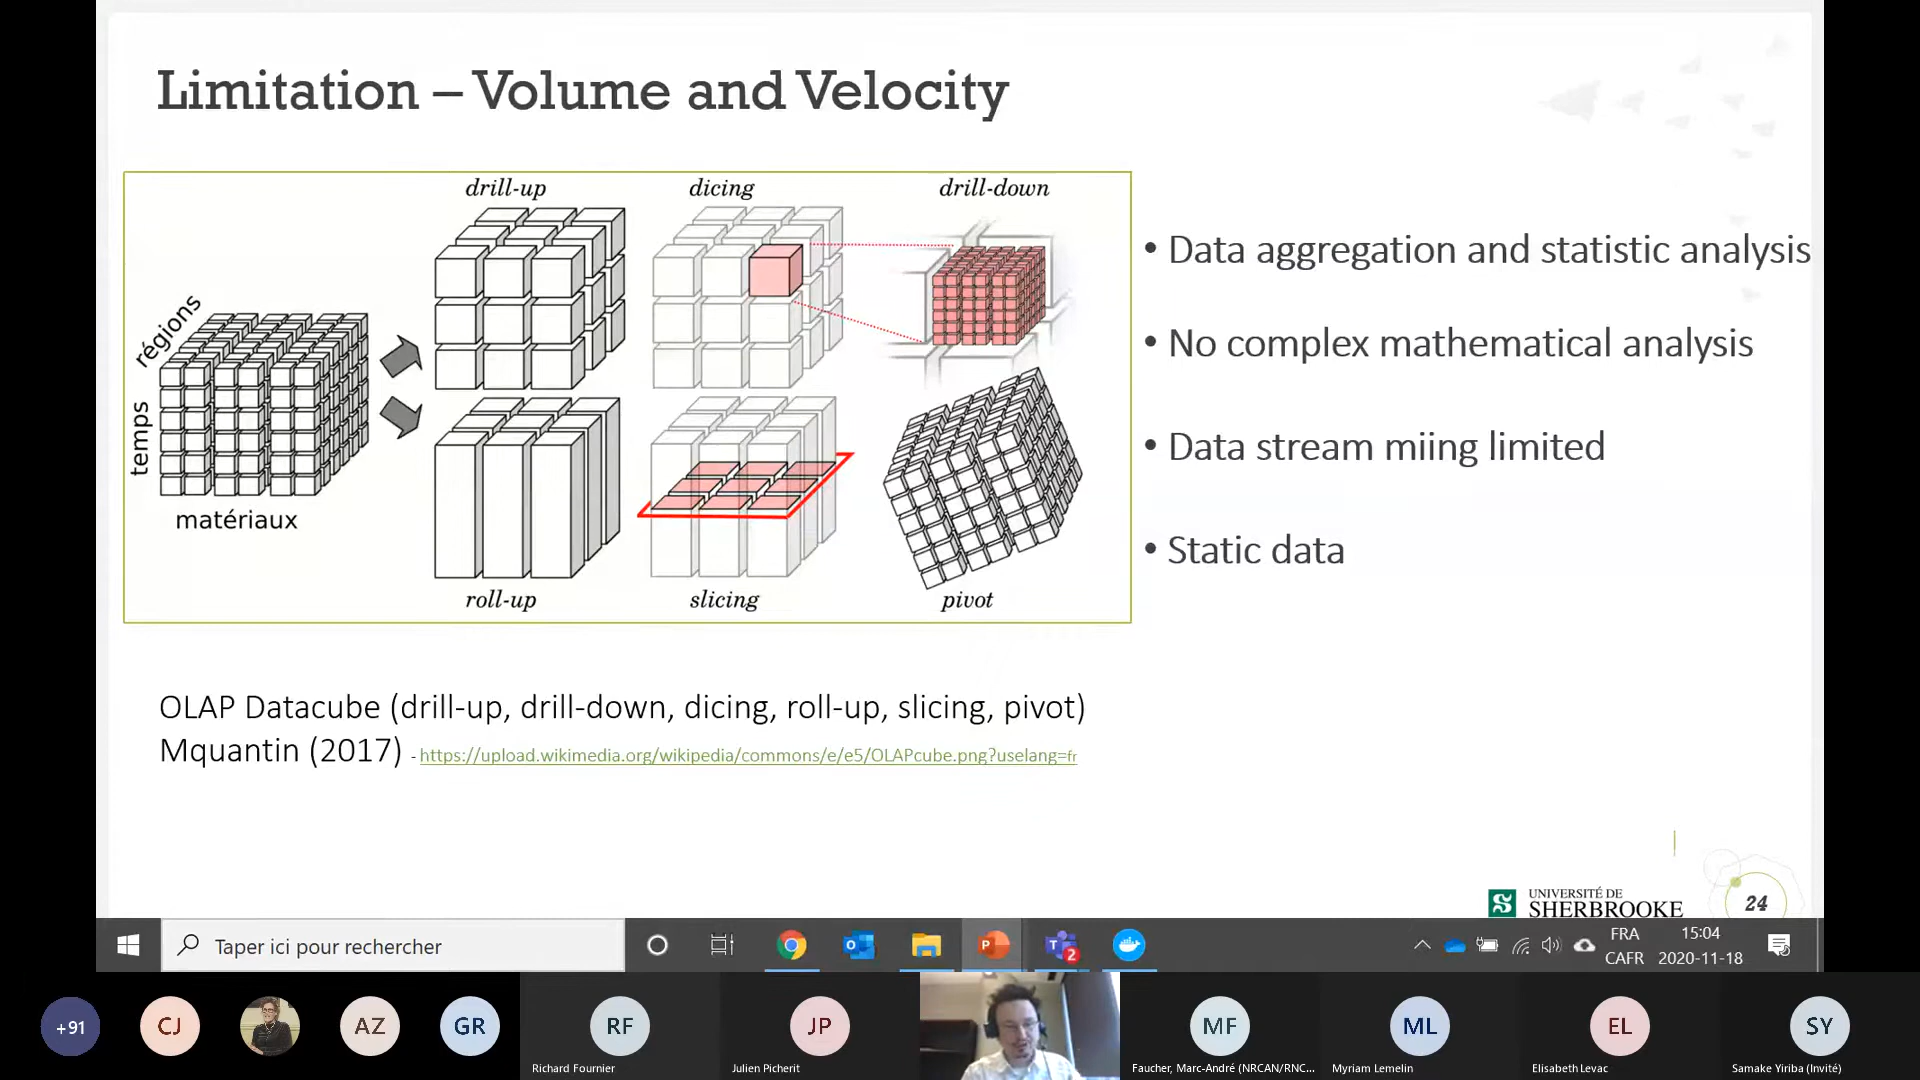 Limitation – Volume and Velocity
drill-up
dicing
drill-down
régions
temps
matériaux
roll-up
slicing
pivot
• Data aggregation and statistic analysis
• No complex mathematical analysis
• Data stream miing limited
• Static data
OLAP Datacube (drill-up, drill-down, dicing, roll-up, slicing, pivot)
Mquantin (2017) - https://upload.wikimedia.org/wikipedia/commons/e/e5/OLAPcube.png?uselang=fr
S UNIVERSITÉ DE
SHERBROOKE
24
Taper ici pour rechercher
2
FRA
CAFR
15:04
2020-11-18
+91
CJ
AZ
GR
RF
Richard Fournier
JP
Julien Picherit
MF
Faucher, Marc-André (NRCAN/RNC...
ML
Myriam Lemelin
EL
Elisabeth Levac
SY
Samake Yiriba (Invité)